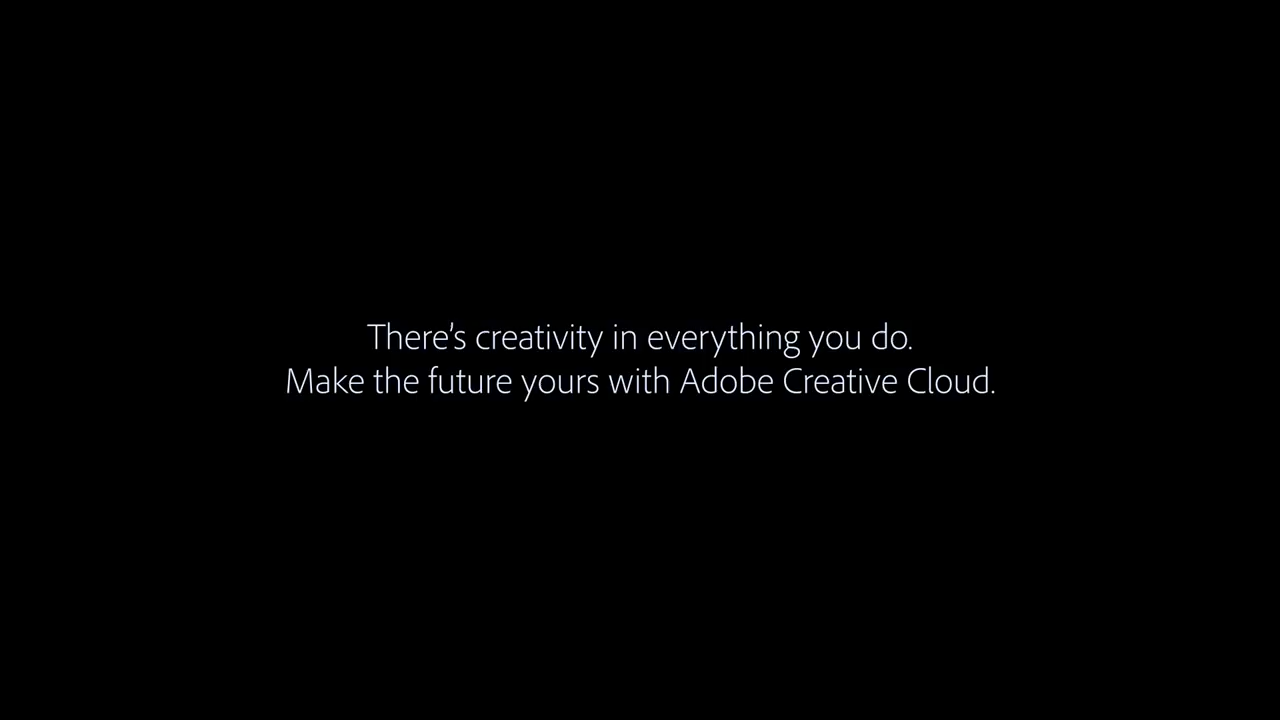 There’s creativity in everything you do.
Make the future yours with Adobe Creative Cloud.